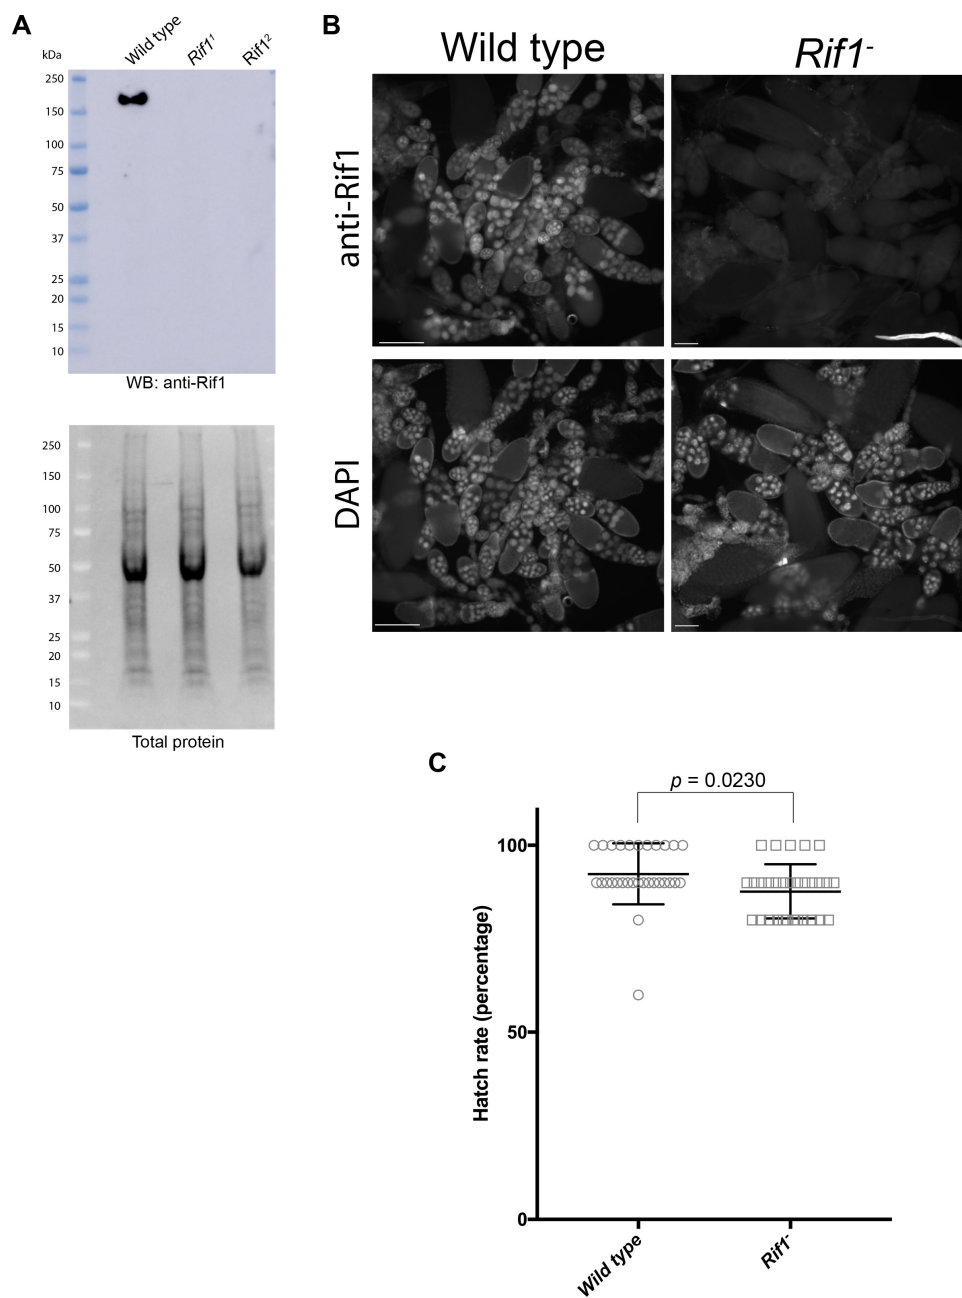 A
kDa
Wild type
Rif1¹
Rif1²
250
150
100
75
50
37
25
20
15
10
WB: anti-Rif1
250
150
100
75
50
37
25
20
15
10
Total protein
B
Wild type
Rif1⁻
anti-Rif1
DAPI
C
p = 0.0230
Hatch rate (percentage)
100
50
0
Wild type
Rif1⁻